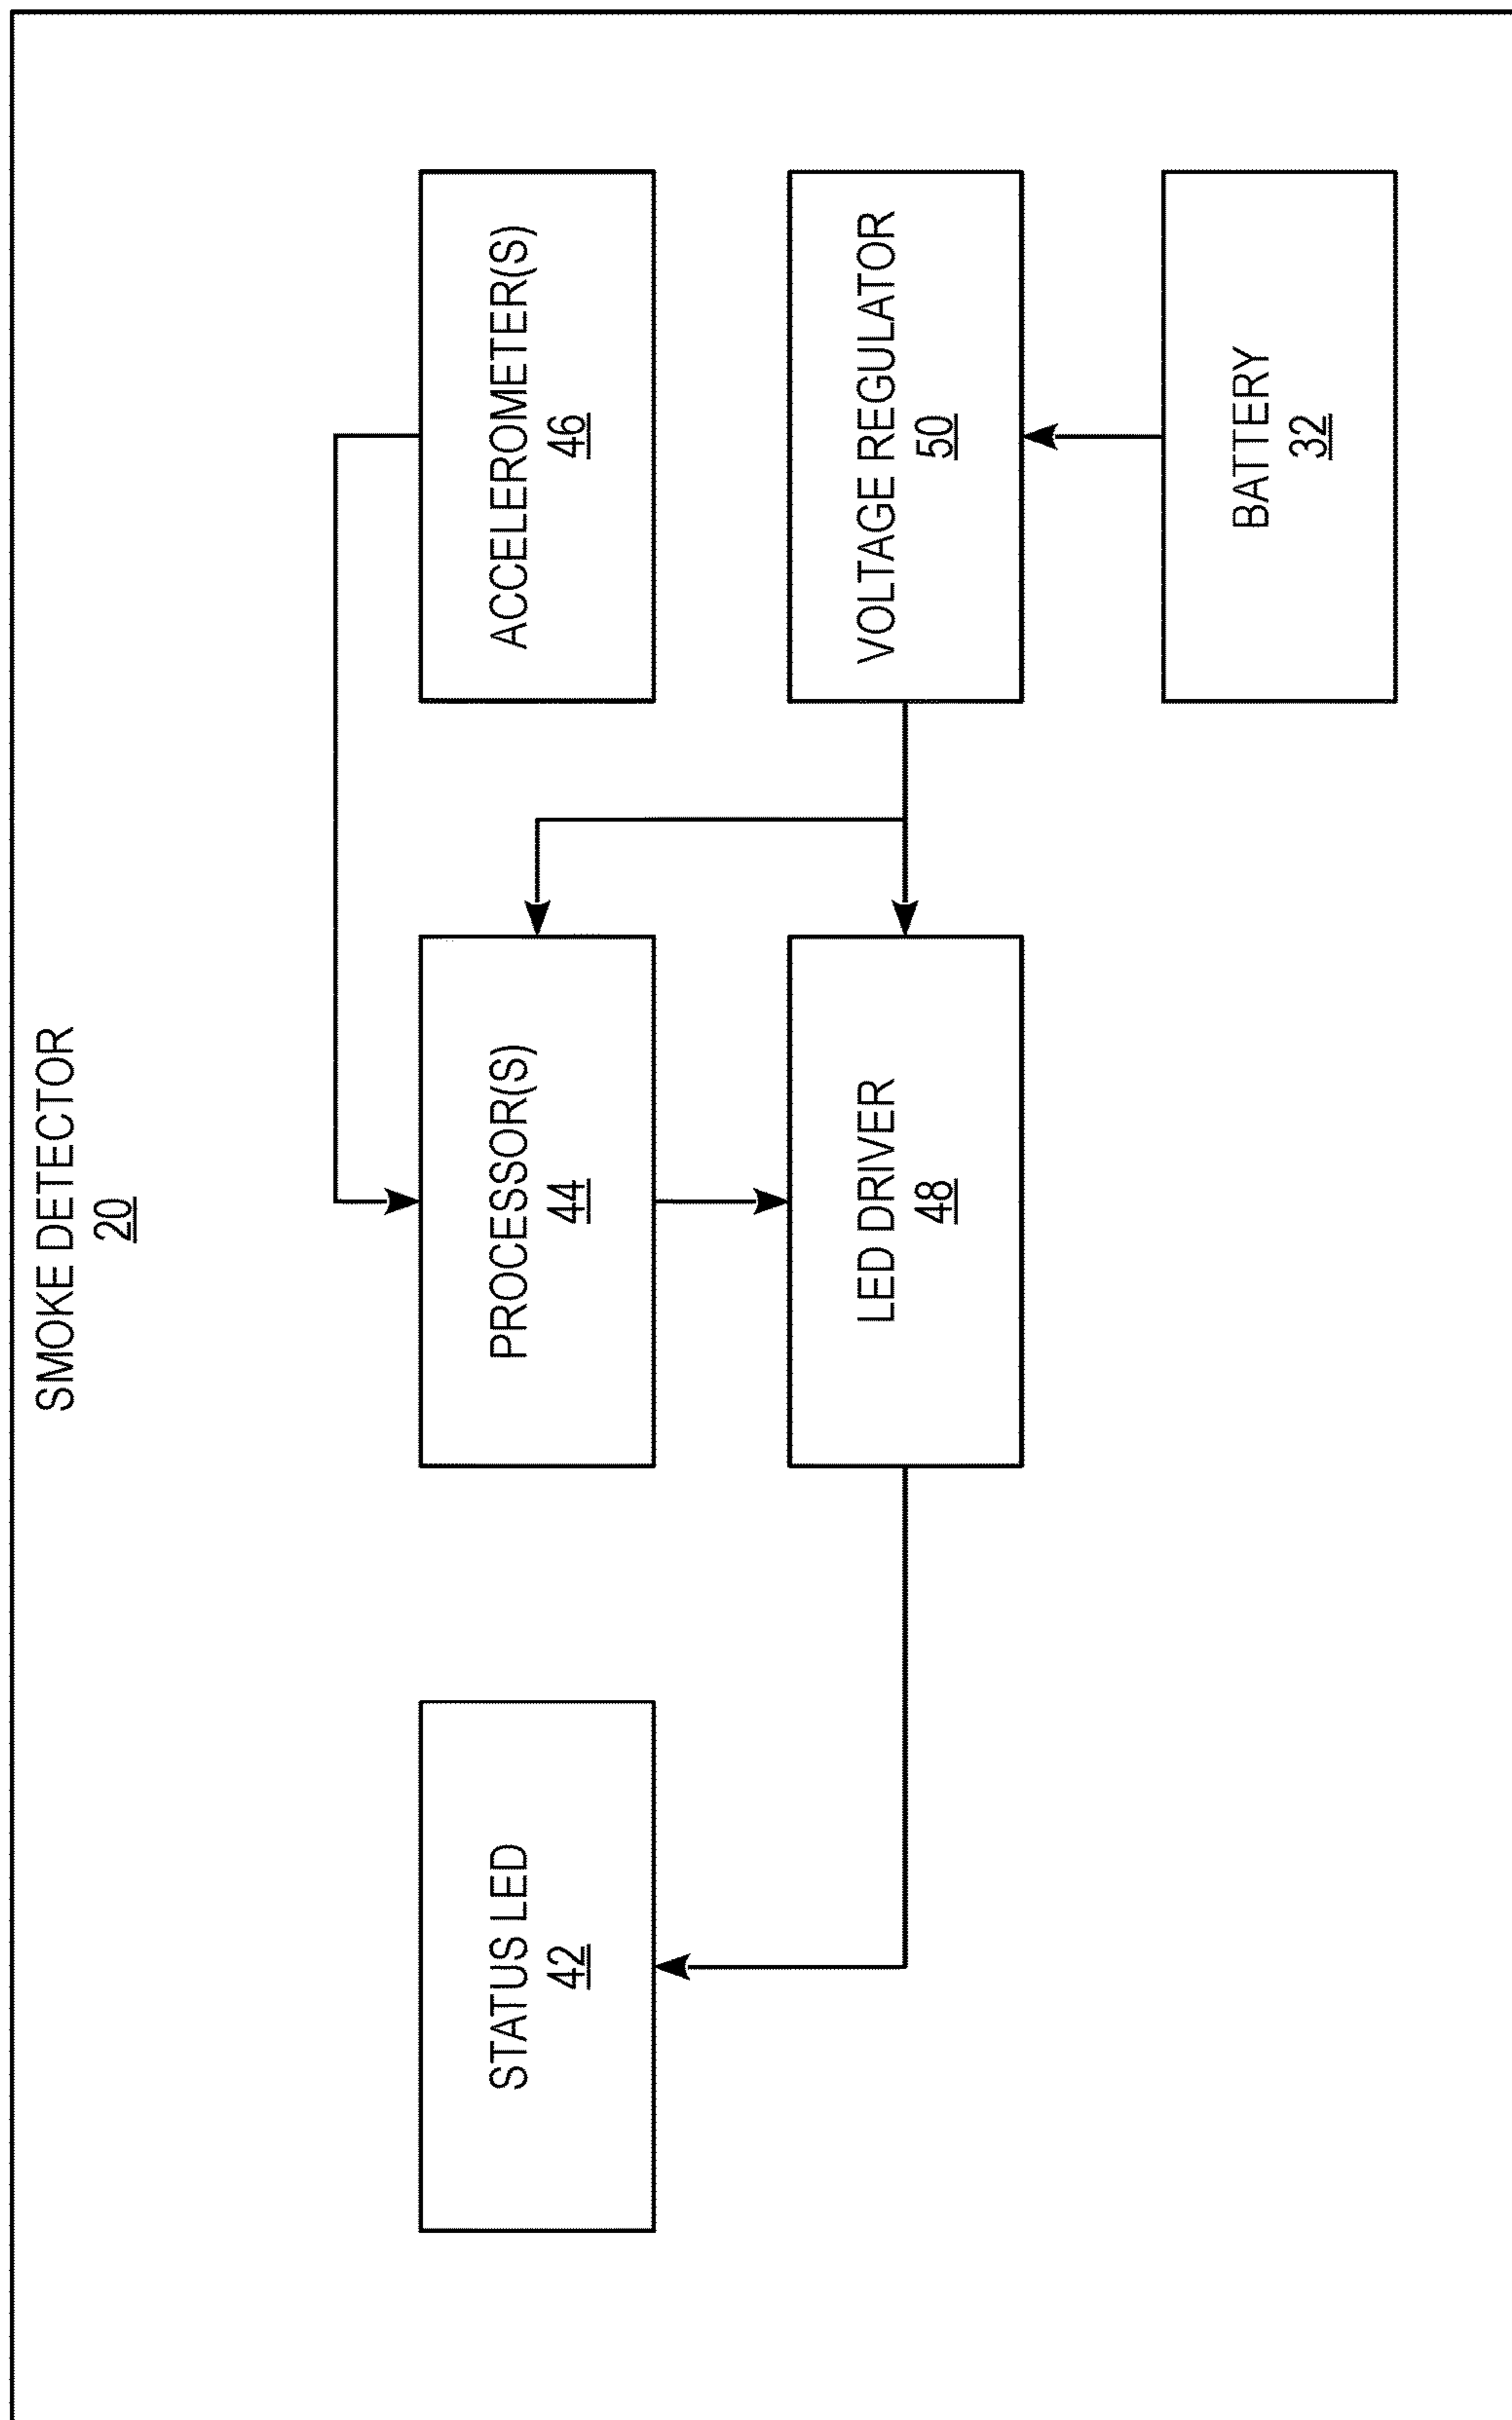 SMOKE DETECTOR
20
STATUS LED
42
PROCESSOR(S)
44
ACCELEROMETER(S)
46
LED DRIVER
48
VOLTAGE REGULATOR
50
BATTERY
32